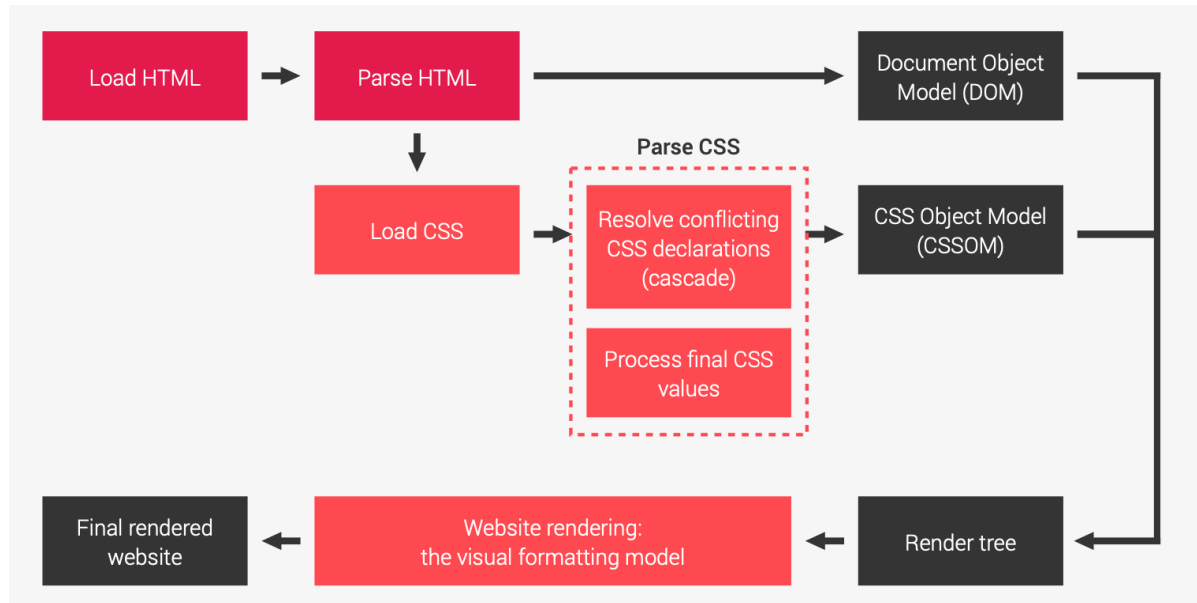 Load HTML
Parse HTML
Document Object
Model (DOM)
Parse CSS
Load CSS
Resolve conflicting
CSS declarations
(cascade)
CSS Object Model
(CSSOM)
Process final CSS
values
Final rendered
website
Website rendering:
the visual formatting model
Render tree